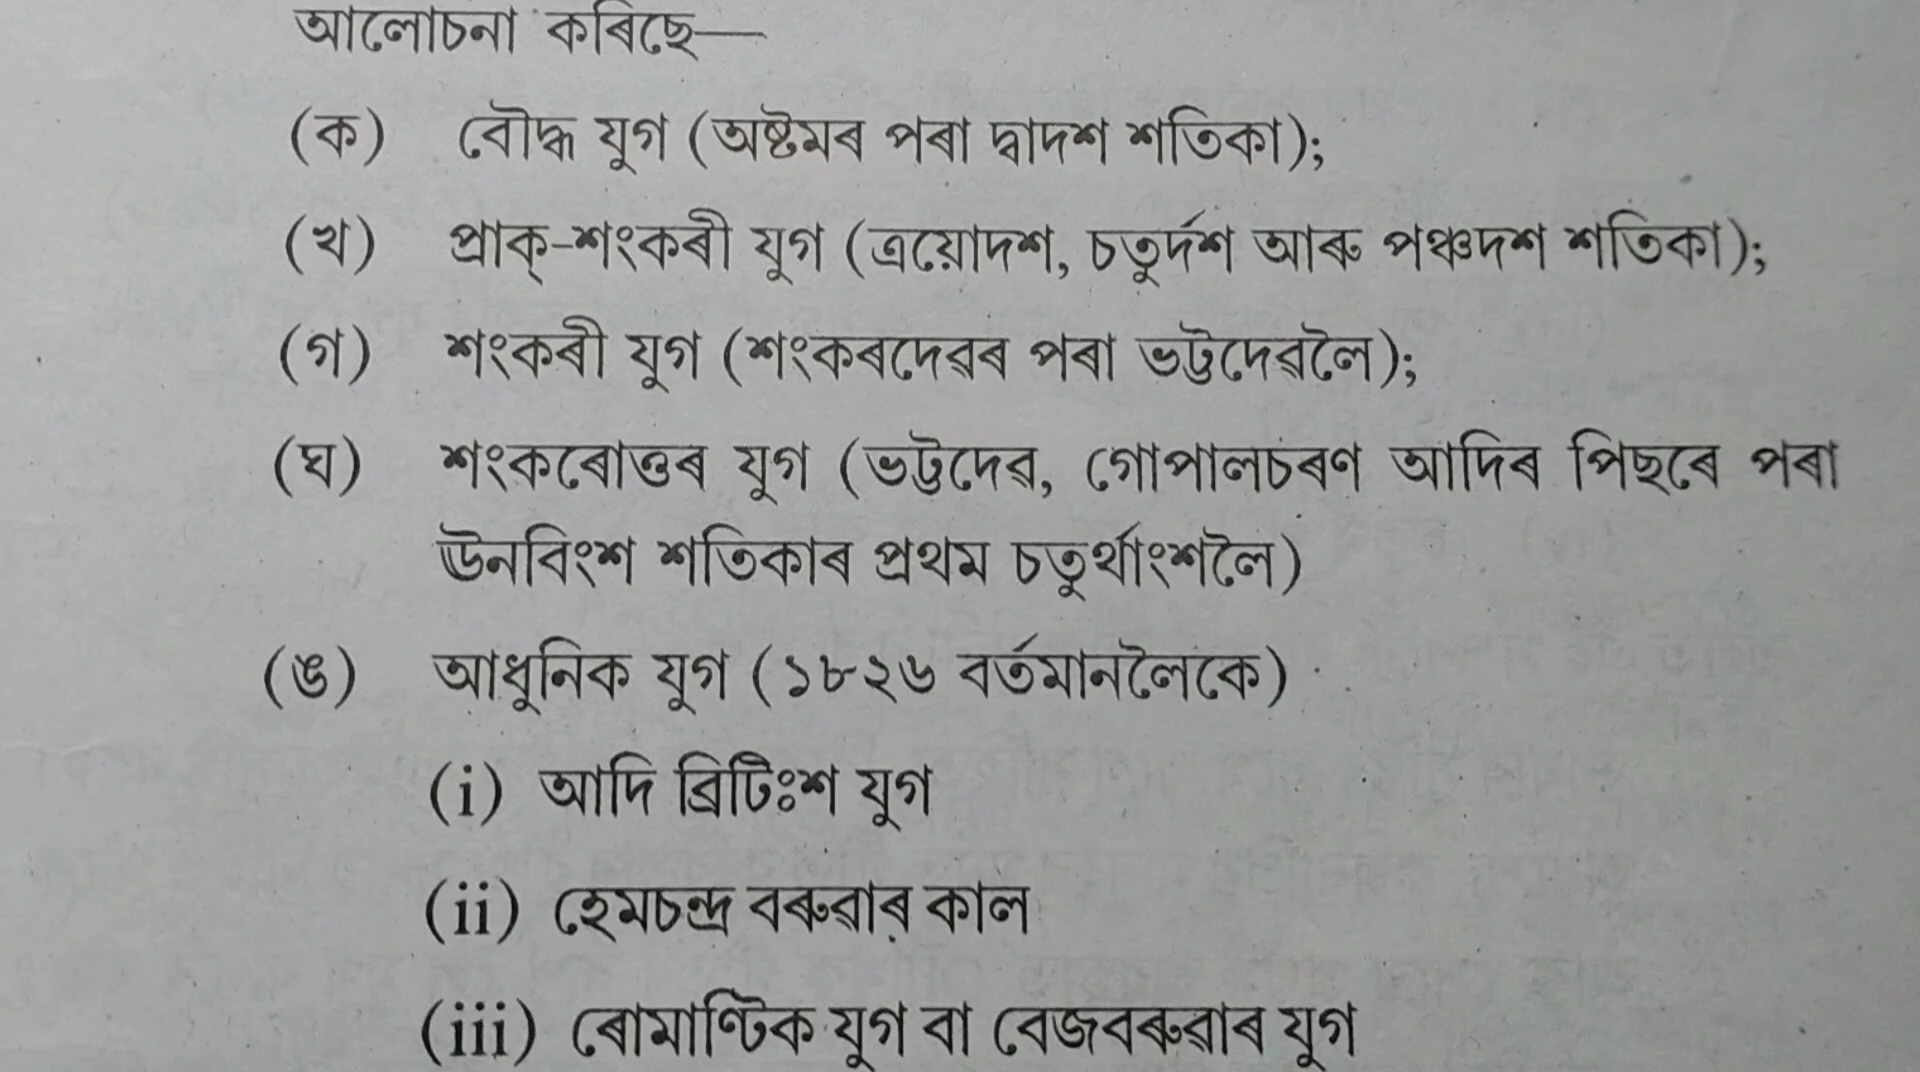 আলোচনা কৰিছে—
(ক) বৌদ্ধ যুগ (অষ্টমৰ পৰা দ্বাদশ শতিকা);
(খ) প্ৰাক্-শংকৰী যুগ (ত্ৰয়োদশ, চতুৰ্দশ আৰু পঞ্চদশ শতিকা);
(গ) শংকৰী যুগ (শংকৰদেৱৰ পৰা ভট্টদেৱলৈ);
(ঘ) শংকৰোত্তৰ যুগ (ভট্টদেৱ, গোপালচৰণ আদিৰ পিছৰে পৰা
ঊনবিংশ শতিকাৰ প্ৰথম চতুৰ্থাংশলৈ)
(ঙ) আধুনিক যুগ (১৮২৬ বৰ্তমানলৈকে)
(i) আদি ব্ৰিটিঃশ যুগ
(ii) হেমচন্দ্ৰ বৰুৱাৰ কাল
(iii) ৰোমাণ্টিক যুগ বা বেজবৰুৱাৰ যুগ